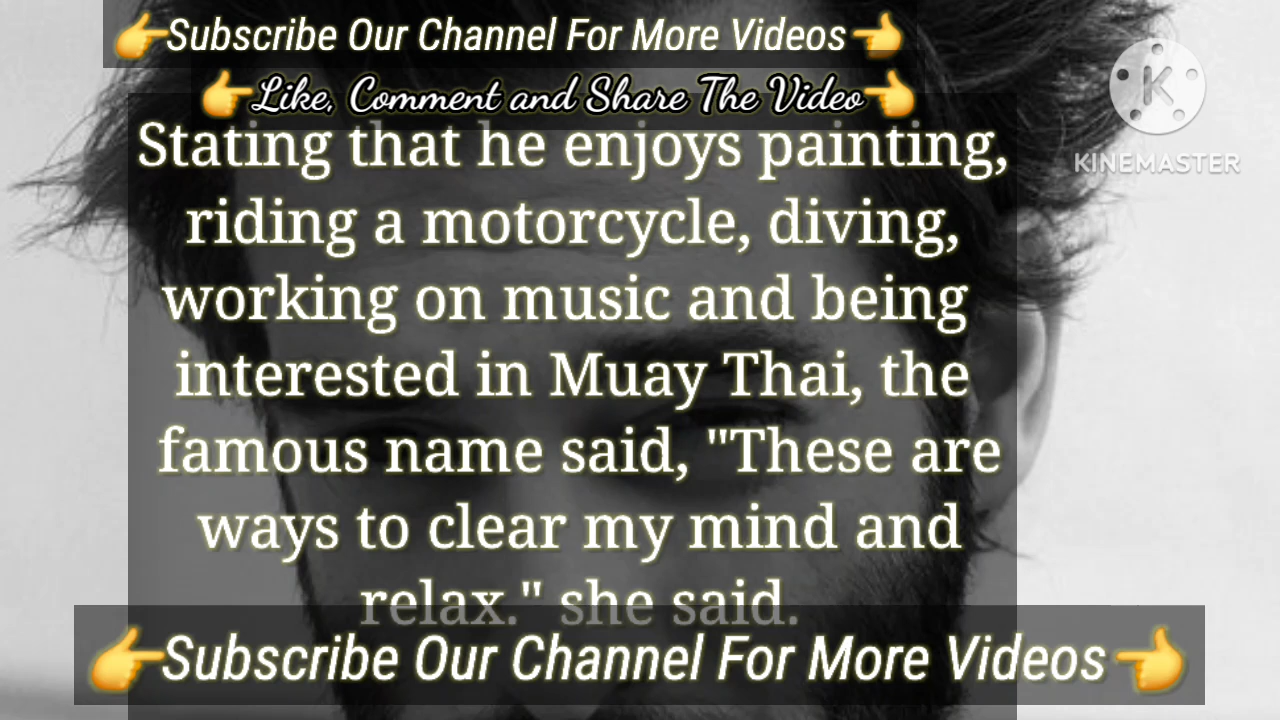 👉Subscribe Our Channel For More Videos👈
👉Like, Comment and Share The Video👈
K
KINEMASTER
Stating that he enjoys painting,
riding a motorcycle, diving,
working on music and being
interested in Muay Thai, the
famous name said, "These are
ways to clear my mind and
relax." she said.
👉Subscribe Our Channel For More Videos👈